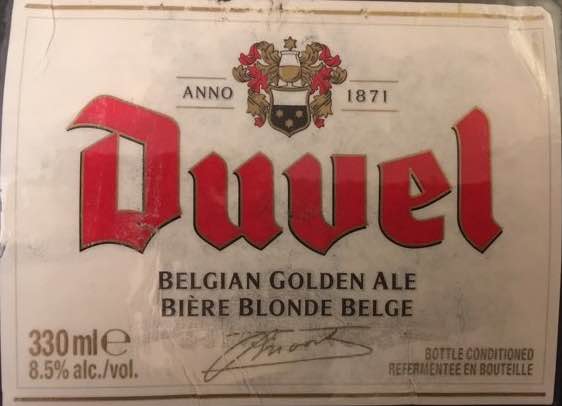 ANNO 1871
Duvel
BELGIAN GOLDEN ALE
BIÈRE BLONDE BELGE
330 ml ℮
8.5% alc./vol.
BOTTLE CONDITIONED
REFERMENTÉE EN BOUTEILLE